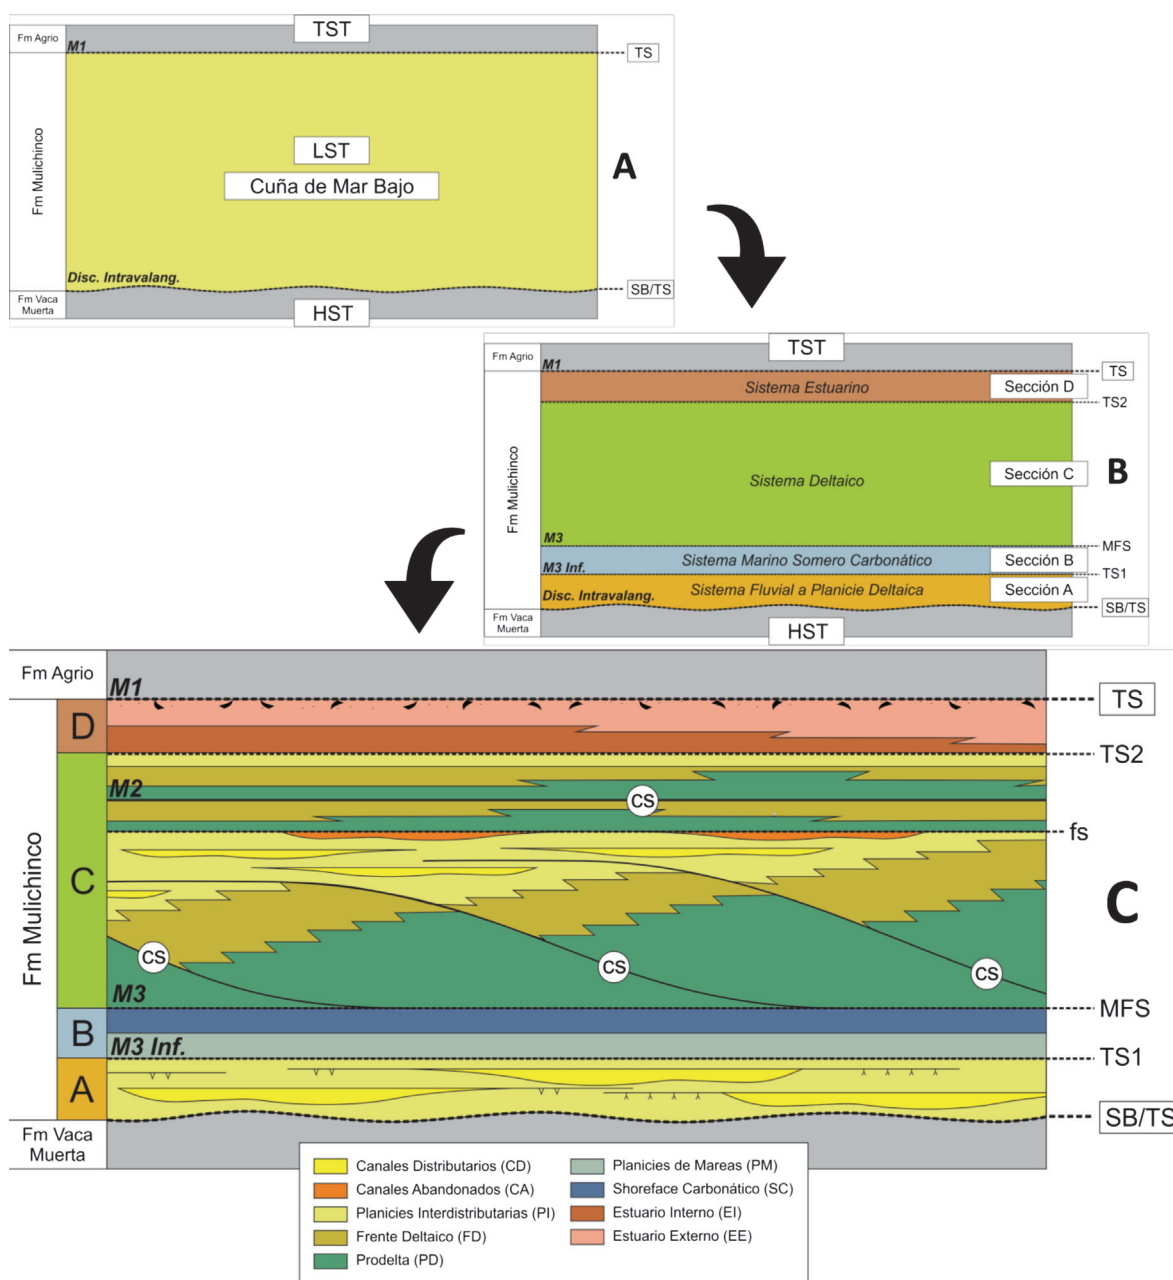 TST
Fm Agrio
M1
TS
Fm Mulichinco
LST
Cuña de Mar Bajo
A
Disc. Intravalang.
SB/TS
Fm Vaca
Muerta
HST
TST
Fm Agrio
M1
TS
Sistema Estuarino
Sección D
TS2
Fm Mulichinco
Sistema Deltaico
Sección C
B
M3
MFS
Sistema Marino Somero Carbonático
Sección B
M3 Inf.
TS1
Sistema Fluvial a Planicie Deltaica
Sección A
Disc. Intravalang.
SB/TS
Fm Vaca
Muerta
HST
Fm Agrio
M1
TS
D
TS2
M2
CS
fs
Fm Mulichinco
C
C
CS
CS
CS
M3
MFS
B
M3 Inf.
TS1
A
SB/TS
Fm Vaca
Muerta
Canales Distributarios (CD)
Canales Abandonados (CA)
Planicies Interdistributarias (PI)
Frente Deltaico (FD)
Prodelta (PD)
Planicies de Mareas (PM)
Shoreface Carbonático (SC)
Estuario Interno (EI)
Estuario Externo (EE)